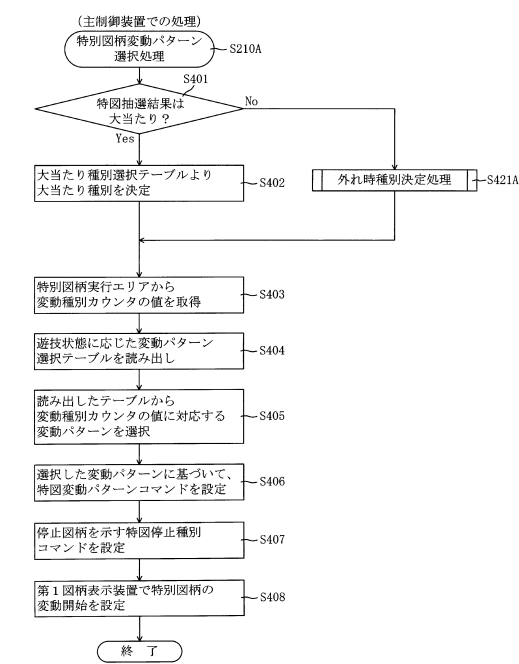 (主制御装置での処理)
特別図柄変動パターン
選択処理
S210A
S401
特図抽選結果は
大当たり？
No
Yes
大当たり種別選択テーブルより
大当たり種別を決定
S402
外れ時種別決定処理
S421A
特別図柄実行エリアから
変動種別カウンタの値を取得
S403
遊技状態に応じた変動パターン
選択テーブルを読み出し
S404
読み出したテーブルから
変動種別カウンタの値に対応する
変動パターンを選択
S405
選択した変動パターンに基づいて、
特図変動パターンコマンドを設定
S406
停止図柄を示す特図停止種別
コマンドを設定
S407
第１図柄表示装置で特別図柄の
変動開始を設定
S408
終 了